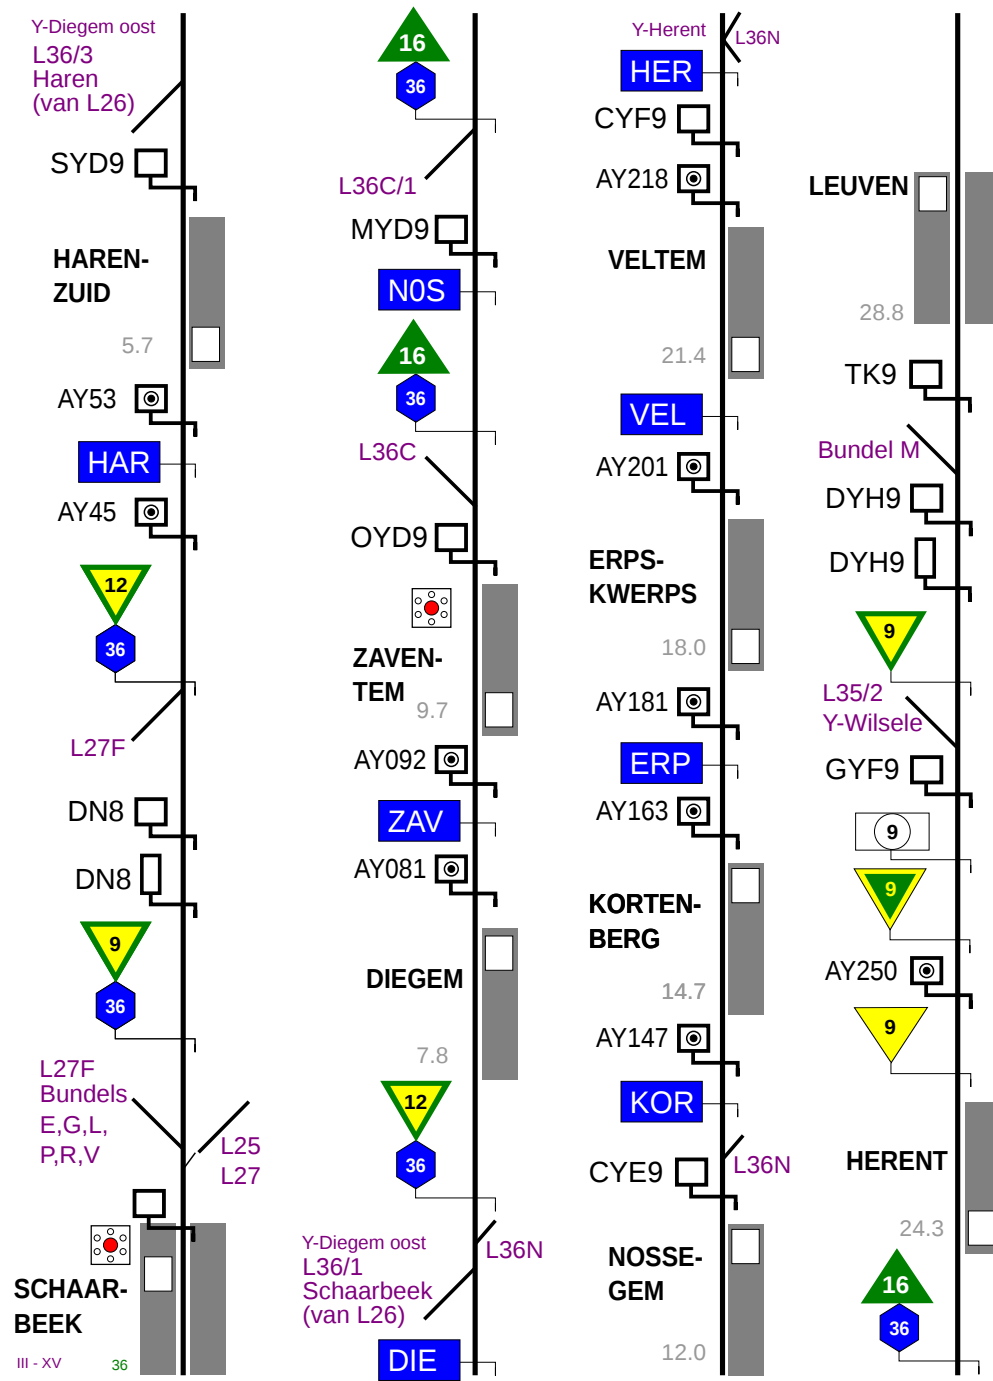 Y-Diegem oost
L36/3
Haren
(van L26)
SYD9
HAREN-
ZUID
5.7
AY53
HAR
AY45
12
36
L27F
DN8
DN8
9
36
L27F
Bundels
E,G,L,
P,R,V
L25
L27
SCHAAR-
BEEK
III - XV
36
16
36
L36C/1
MYD9
N0S
16
36
L36C
OYD9
ZAVEN-
TEM
9.7
AY092
ZAV
AY081
DIEGEM
7.8
12
36
L36N
Y-Diegem oost
L36/1
Schaarbeek
(van L26)
DIE
Y-Herent
L36N
HER
CYF9
AY218
VELTEM
21.4
VEL
AY201
ERPS-
KWERPS
18.0
AY181
ERP
AY163
KORTEN-
BERG
14.7
AY147
KOR
L36N
CYE9
NOSSE-
GEM
12.0
LEUVEN
28.8
TK9
Bundel M
DYH9
DYH9
9
L35/2
Y-Wilsele
GYF9
9
9
AY250
9
HERENT
24.3
16
36